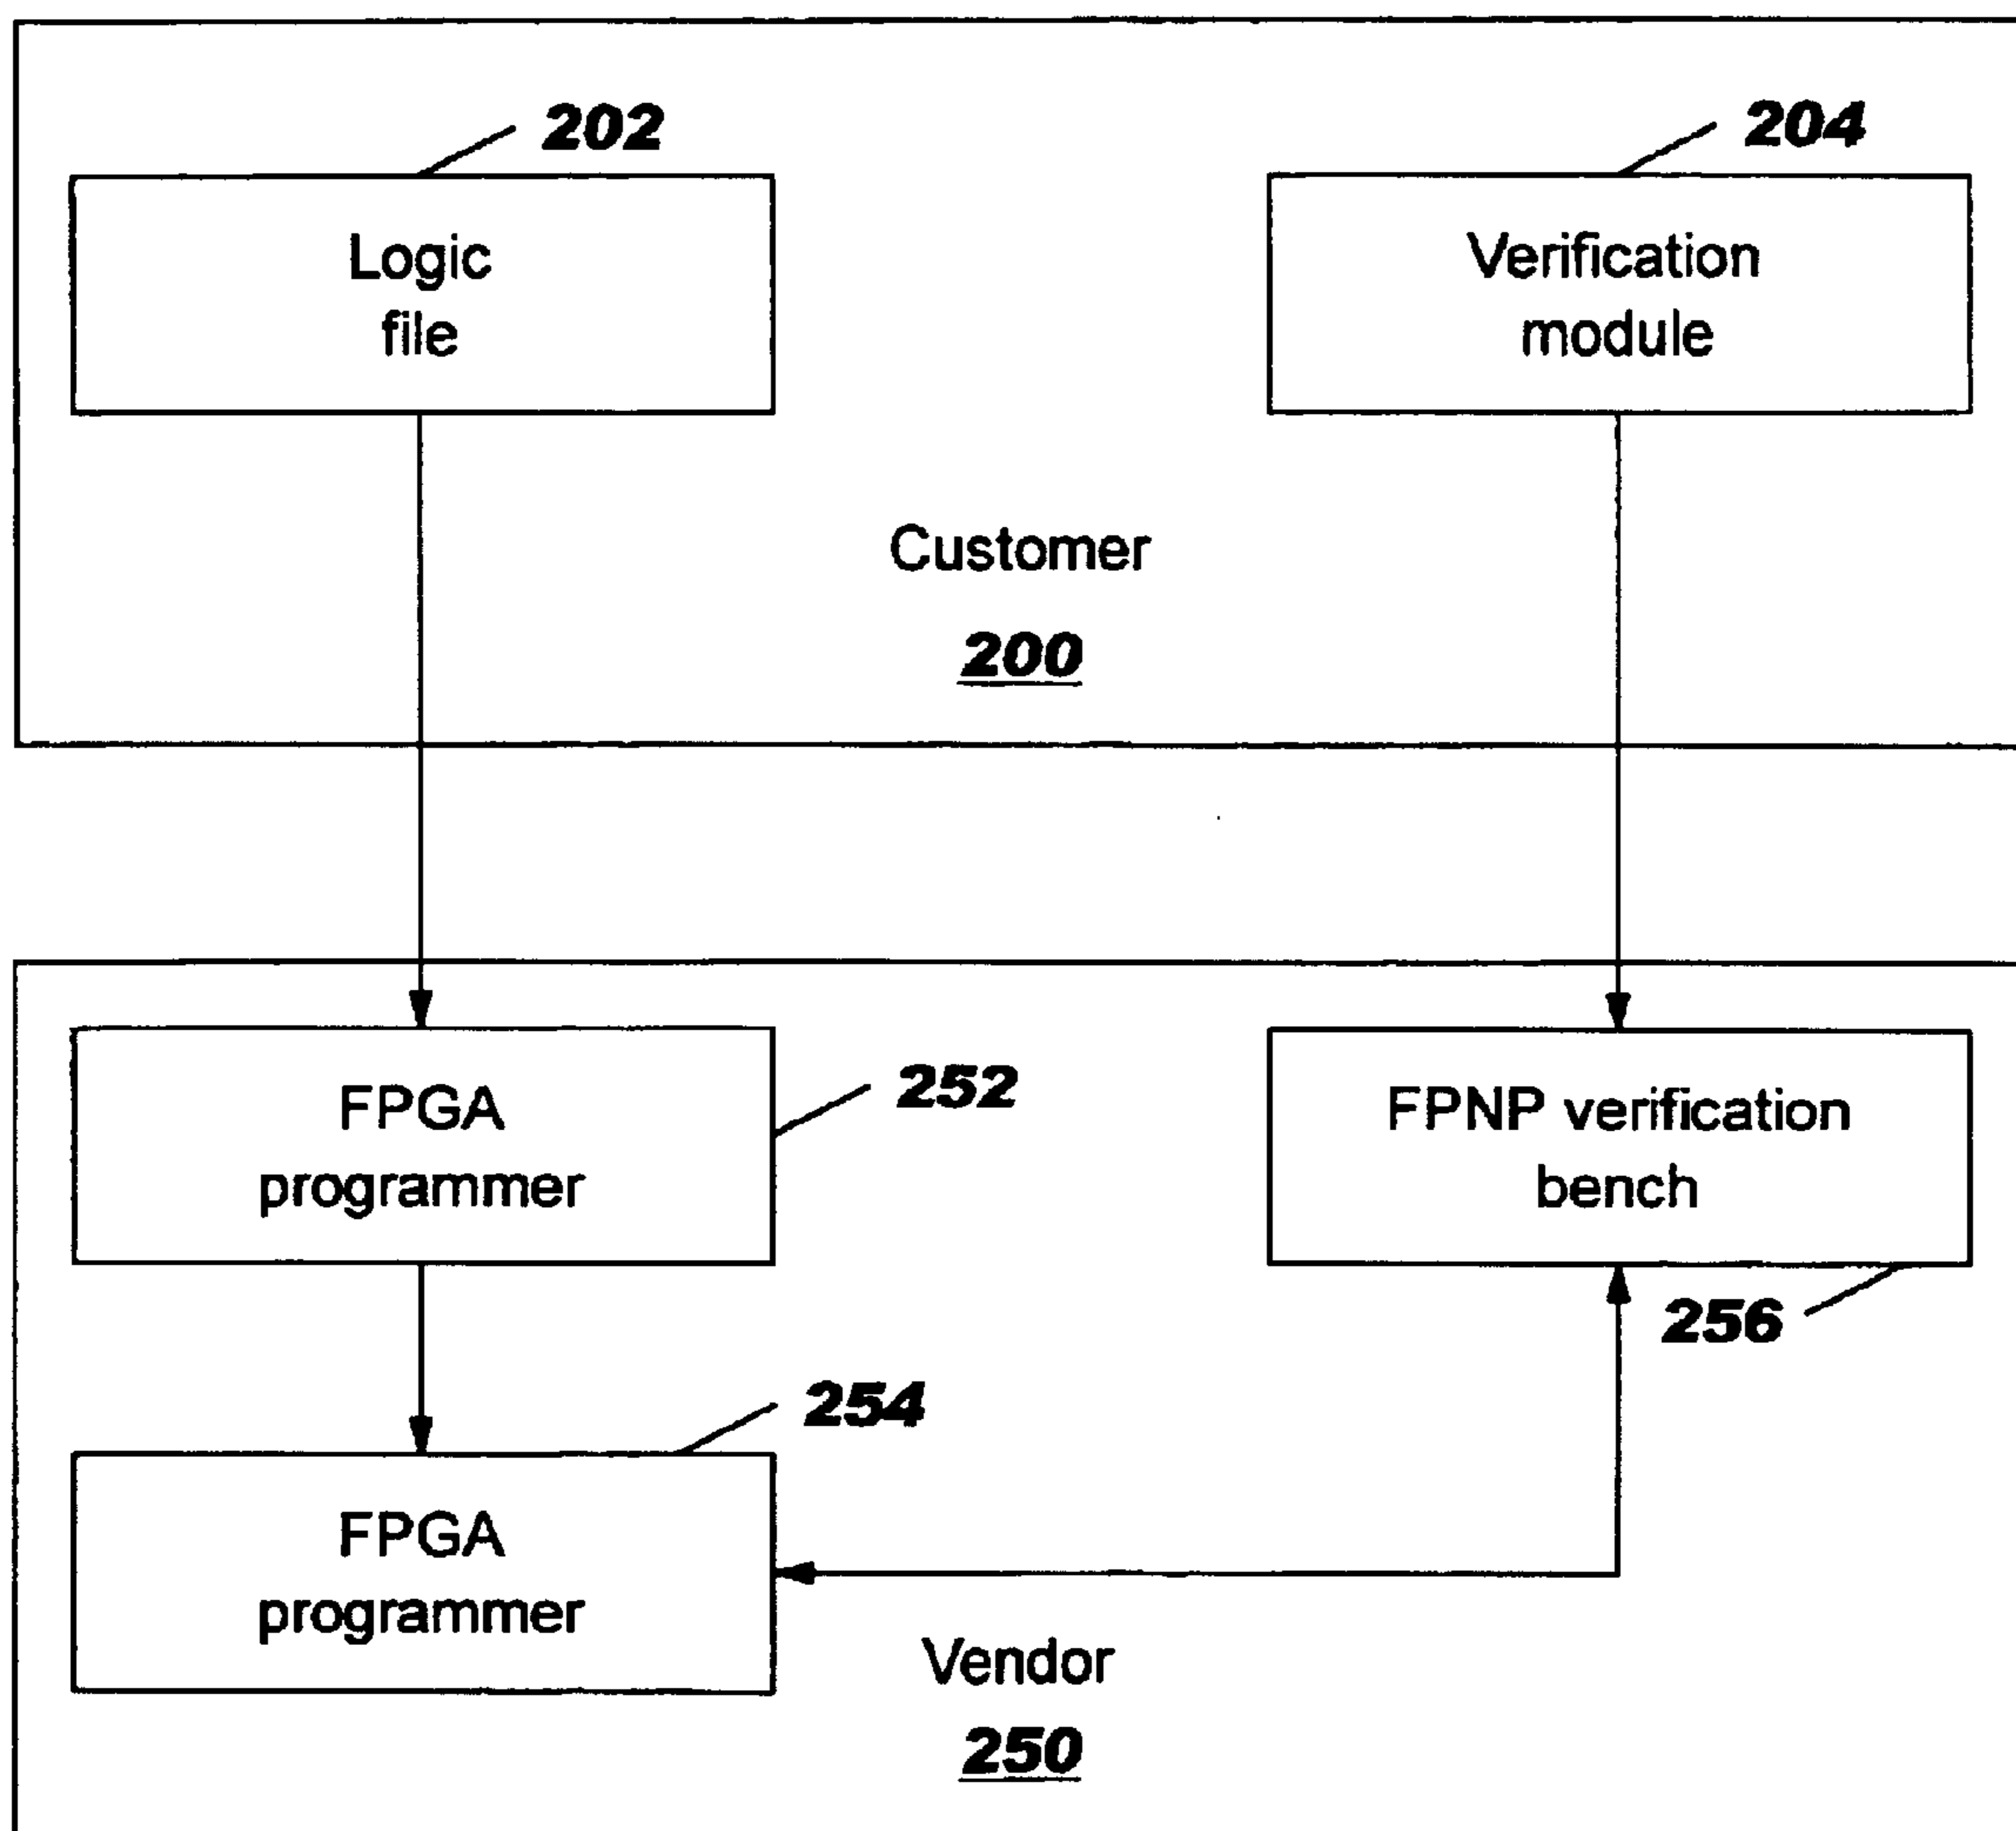 202
204
Logic
file
Verification
module
Customer
200
FPGA
programmer
252
FPNP verification
bench
256
254
FPGA
programmer
Vendor
250